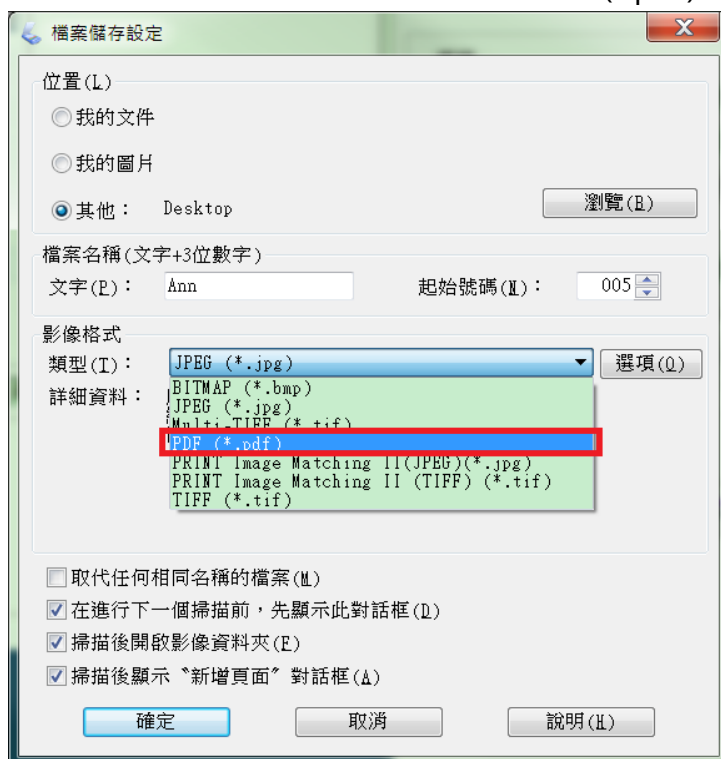 檔案儲存設定
X
位置(L)
我的文件
我的圖片
其他： Desktop 瀏覽(B)
檔案名稱(文字+3位數字)
文字(P)： Ann 起始號碼(N)： 005
影像格式
類型(T)： JPEG (*.jpg) 選項(O)
詳細資料：
BITMAP (*.bmp)
JPEG (*.jpg)
Multi-TIFF (*.tif)
PDF (*.pdf)
PRINT Image Matching II(JPEG)(*.jpg)
PRINT Image Matching II (TIFF) (*.tif)
TIFF (*.tif)
取代任何相同名稱的檔案(M)
在進行下一個掃描前，先顯示此對話框(D)
掃描後開啟影像資料夾(E)
掃描後顯示〝新增頁面〞對話框(A)
確定 取消 說明(H)